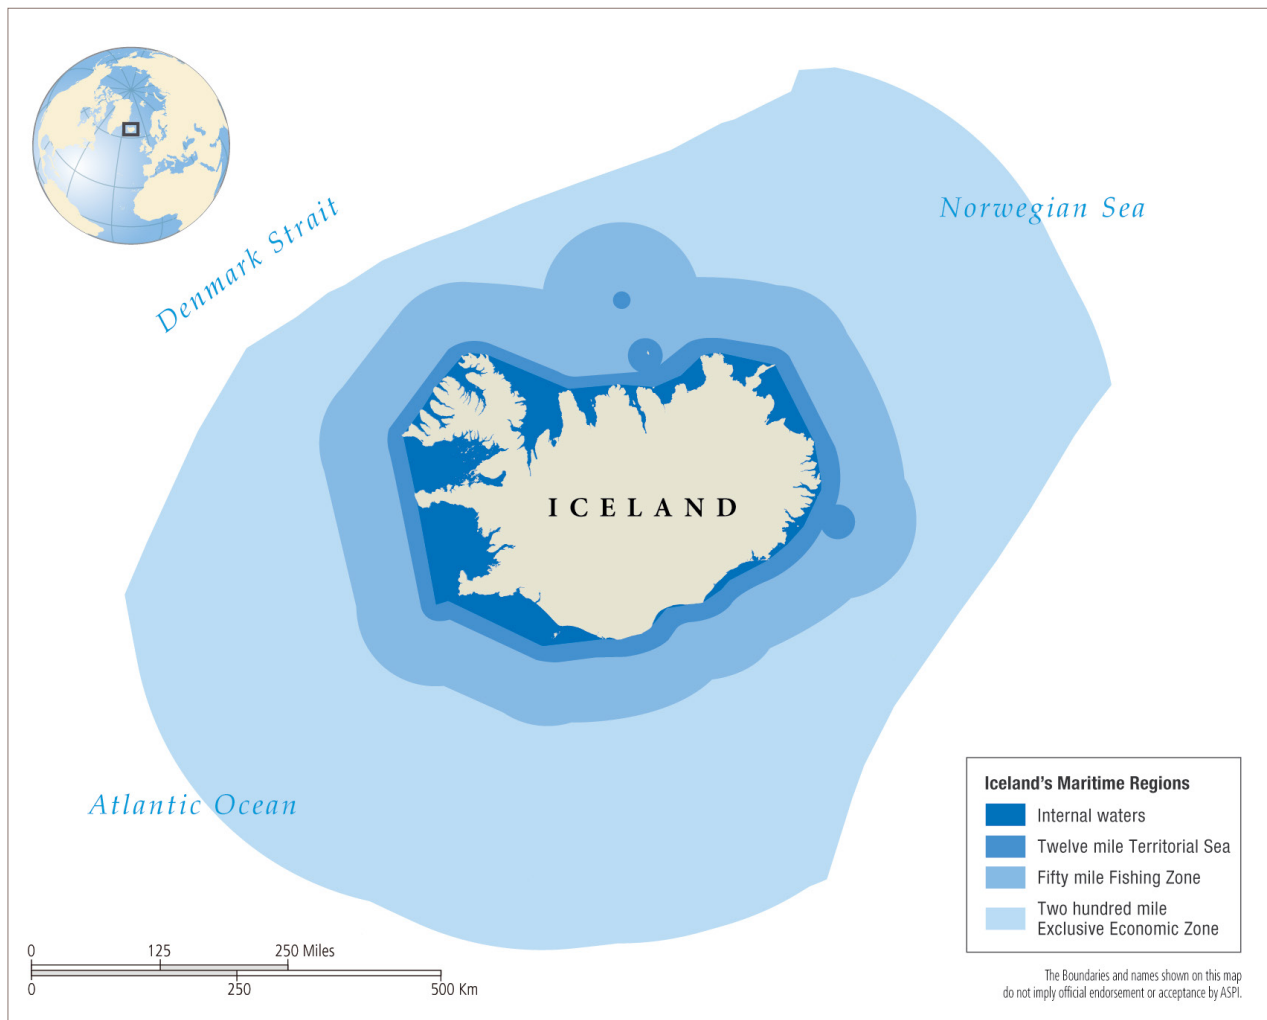 Denmark Strait
Norwegian Sea
ICELAND
Atlantic Ocean
Iceland's Maritime Regions
Internal waters
Twelve mile Territorial Sea
Fifty mile Fishing Zone
Two hundred mile
Exclusive Economic Zone
0 125 250 Miles
0 250 500 Km
The Boundaries and names shown on this map
do not imply official endorsement or acceptance by ASPI.